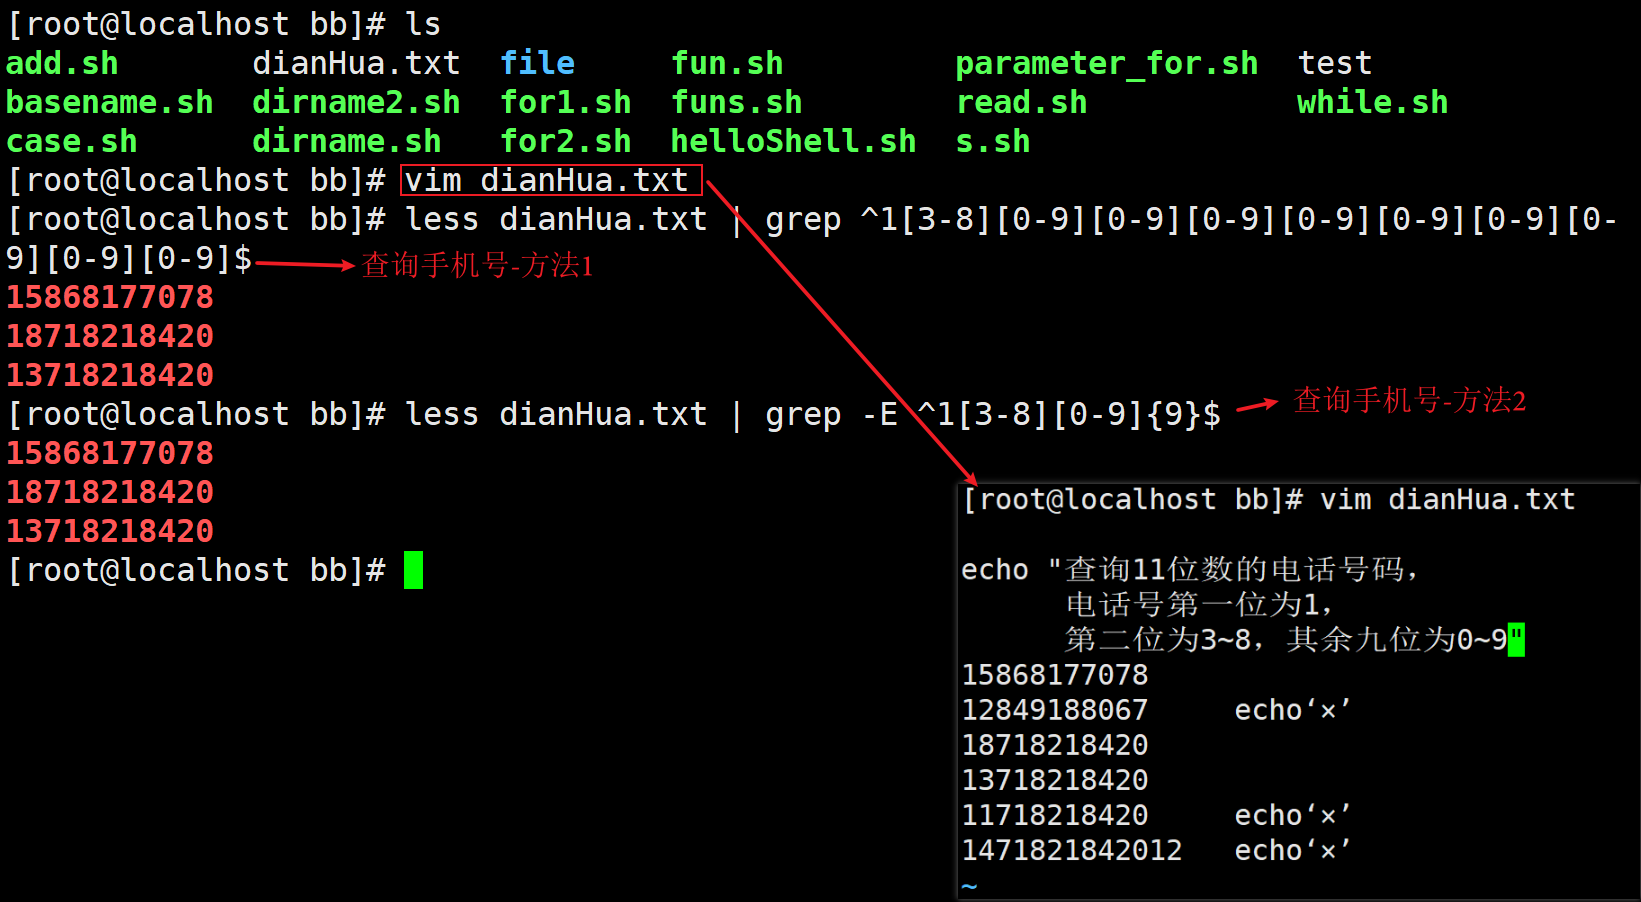 [root@localhost bb]# ls
add.sh dianHua.txt file fun.sh parameter_for.sh test
basename.sh dirname2.sh for1.sh funs.sh read.sh while.sh
case.sh dirname.sh for2.sh helloShell.sh s.sh
[root@localhost bb]# vim dianHua.txt
[root@localhost bb]# less dianHua.txt | grep ^1[3-8][0-9][0-9][0-9][0-9][0-9][0-9][0-
9][0-9][0-9]$ 查询手机号-方法1
15868177078
18718218420
13718218420
[root@localhost bb]# less dianHua.txt | grep -E ^1[3-8][0-9]{9}$ 查询手机号-方法2
15868177078
18718218420
13718218420
[root@localhost bb]#
[root@localhost bb]# vim dianHua.txt
echo "查询11位数的电话号码，
电话号第一位为1，
第二位为3~8，其余九位为0~9"
15868177078
12849188067 echo‘×’
18718218420
13718218420
11718218420 echo‘×’
1471821842012 echo‘×’
~